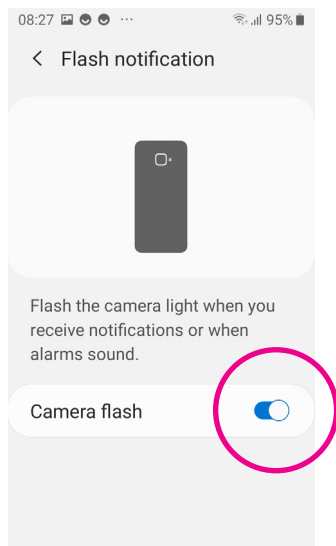 08:27 ... 95%
Flash notification
Flash the camera light when you
receive notifications or when
alarms sound.
Camera flash